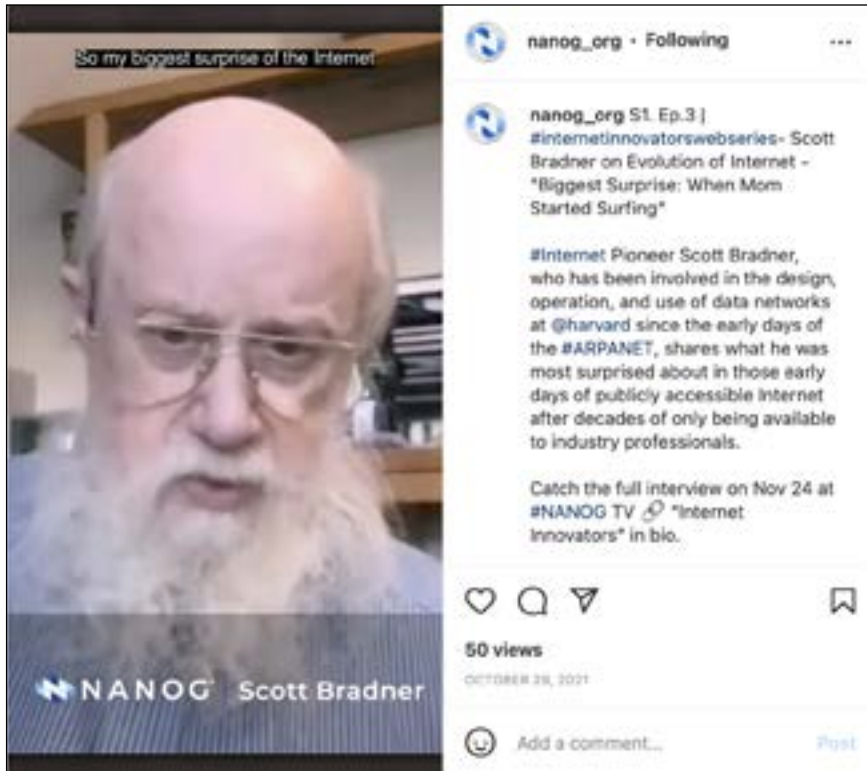 So my biggest surprise of the Internet
NANOG Scott Bradner
nanog_org • Following
nanog_org S1. Ep.3 |
#internetinnovatorswebseries- Scott
Bradner on Evolution of Internet -
"Biggest Surprise: When Mom
Started Surfing"
#Internet Pioneer Scott Bradner,
who has been involved in the design,
operation, and use of data networks
at @harvard since the early days of
the #ARPANET, shares what he was
most surprised about in those early
days of publicly accessible Internet
after decades of only being available
to industry professionals.
Catch the full interview on Nov 24 at
#NANOG TV 🔗 "Internet
Innovators" in bio.
50 views
OCTOBER 29, 2021
Add a comment... Post